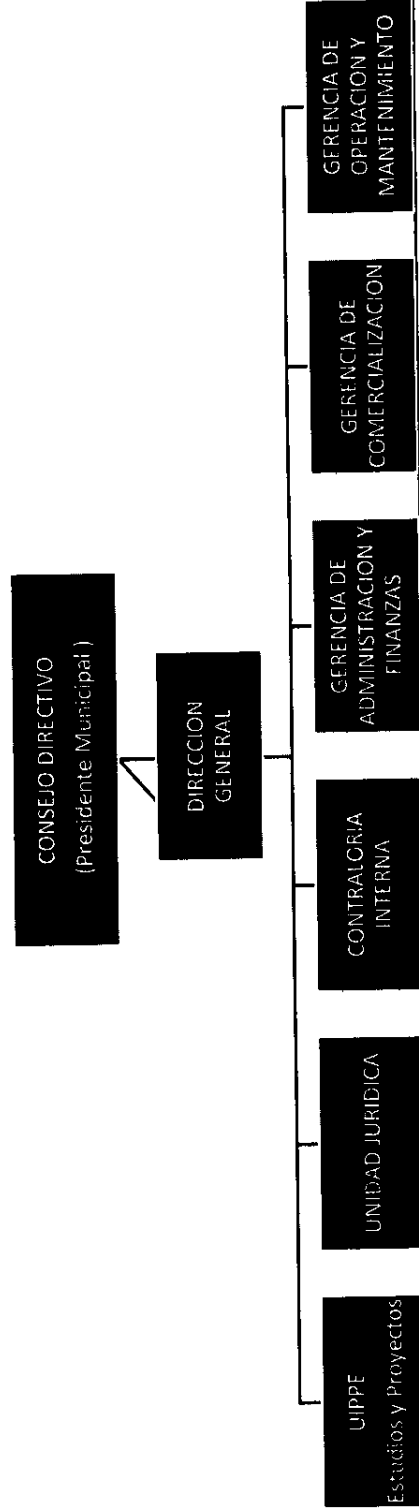 CONSEJO DIRECTIVO
(Presidente Municipal )
DIRECCION
GENERAL
UIPPE
Estudios y Proyectos
UNIDAD JURIDICA
CONTRALORIA
INTERNA
GERENCIA DE
ADMINISTRACION Y
FINANZAS
GERENCIA DE
COMERCIALIZACION
GERENCIA DE
OPERACION Y
MANTENIMIENTO